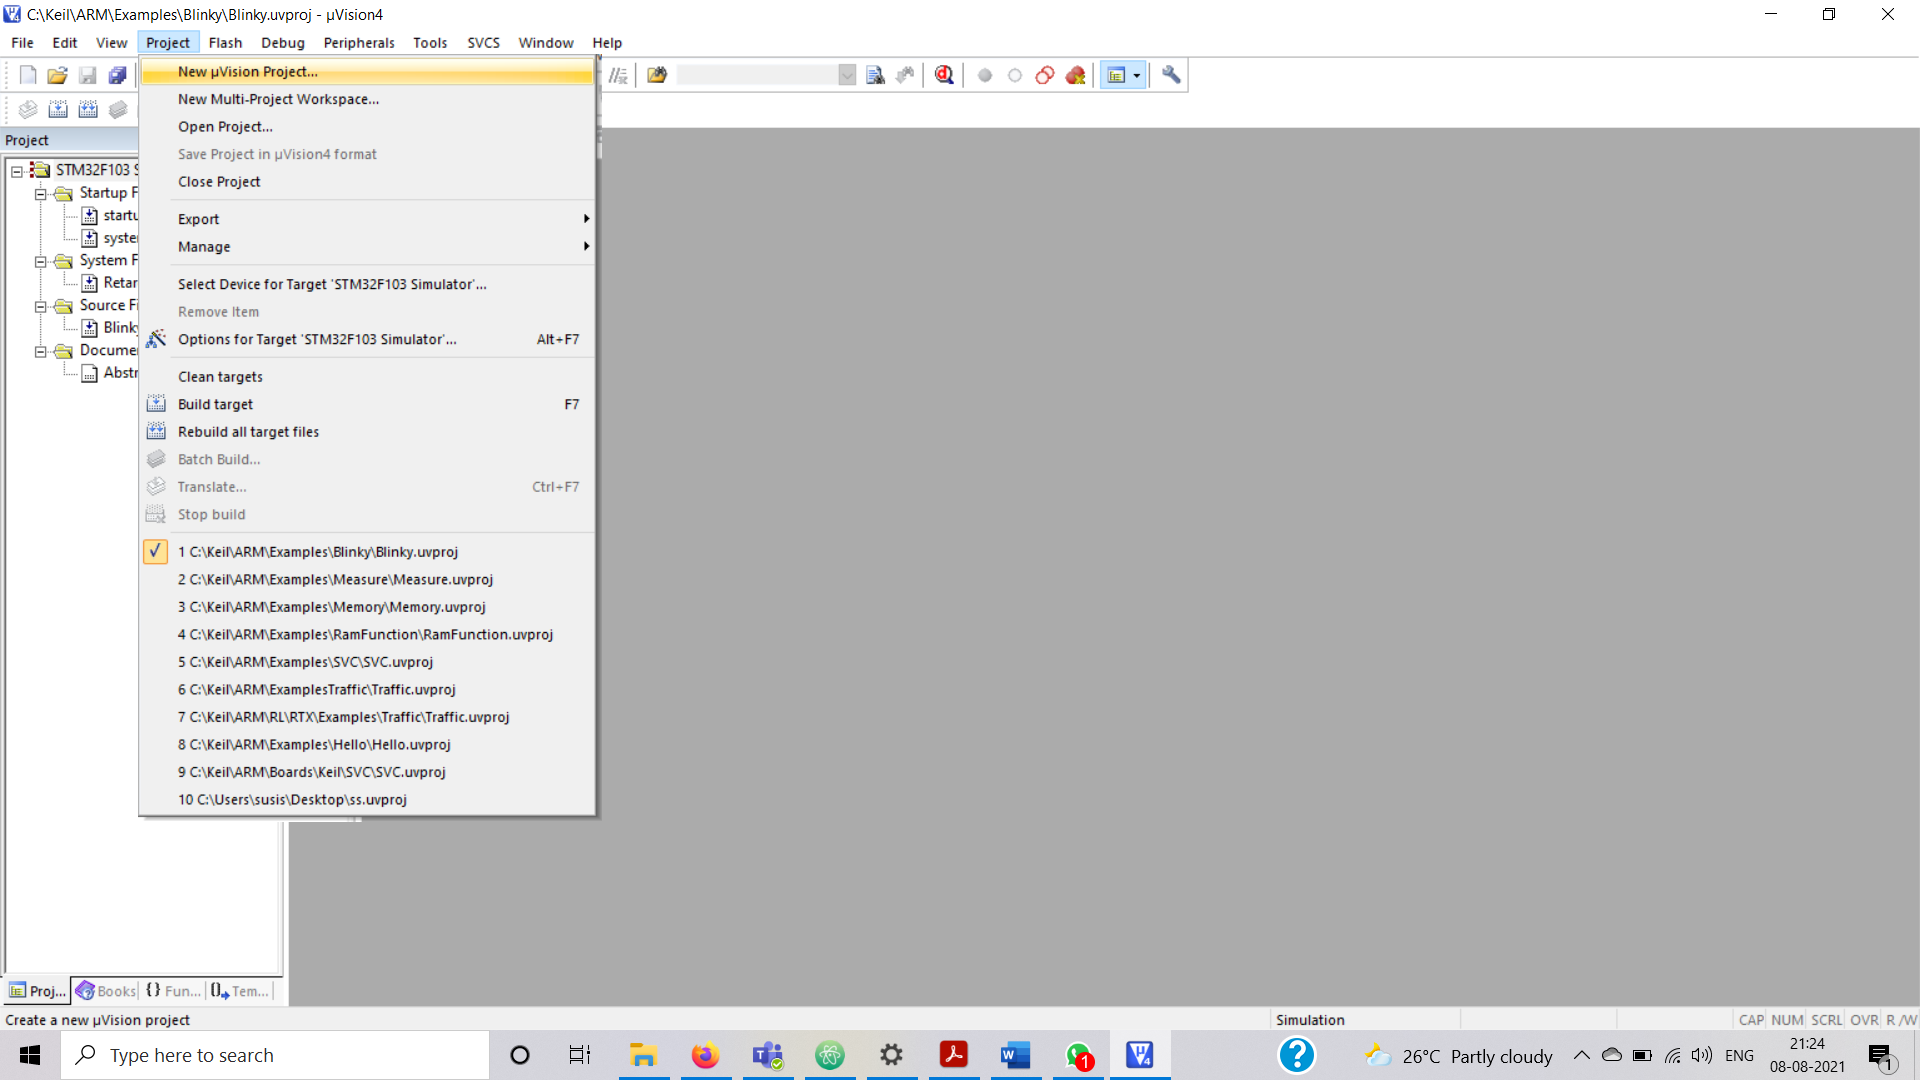 C:\Keil\ARM\Examples\Blinky\Blinky.uvproj - µVision4
File Edit View Project Flash Debug Peripherals Tools SVCS Window Help
New µVision Project...
New Multi-Project Workspace...
Open Project...
Save Project in µVision4 format
Close Project
Export
Manage
Select Device for Target 'STM32F103 Simulator'...
Remove Item
Options for Target 'STM32F103 Simulator'... Alt+F7
Clean targets
Build target F7
Rebuild all target files
Batch Build...
Translate... Ctrl+F7
Stop build
1 C:\Keil\ARM\Examples\Blinky\Blinky.uvproj
2 C:\Keil\ARM\Examples\Measure\Measure.uvproj
3 C:\Keil\ARM\Examples\Memory\Memory.uvproj
4 C:\Keil\ARM\Examples\RamFunction\RamFunction.uvproj
5 C:\Keil\ARM\Examples\SVC\SVC.uvproj
6 C:\Keil\ARM\ExamplesTraffic\Traffic.uvproj
7 C:\Keil\ARM\RL\RTX\Examples\Traffic\Traffic.uvproj
8 C:\Keil\ARM\Examples\Hello\Hello.uvproj
9 C:\Keil\ARM\Boards\Keil\SVC\SVC.uvproj
10 C:\Users\susis\Desktop\ss.uvproj
Project
STM32F103 S
Startup F
startu
syste
System F
Retar
Source Fi
Blinky
Docume
Abstr
Proj... Books {} Fun... Tem...
Create a new µVision project
Simulation
CAP NUM SCRL OVR R /W
Type here to search
26°C Partly cloudy
ENG
21:24
08-08-2021
1
1